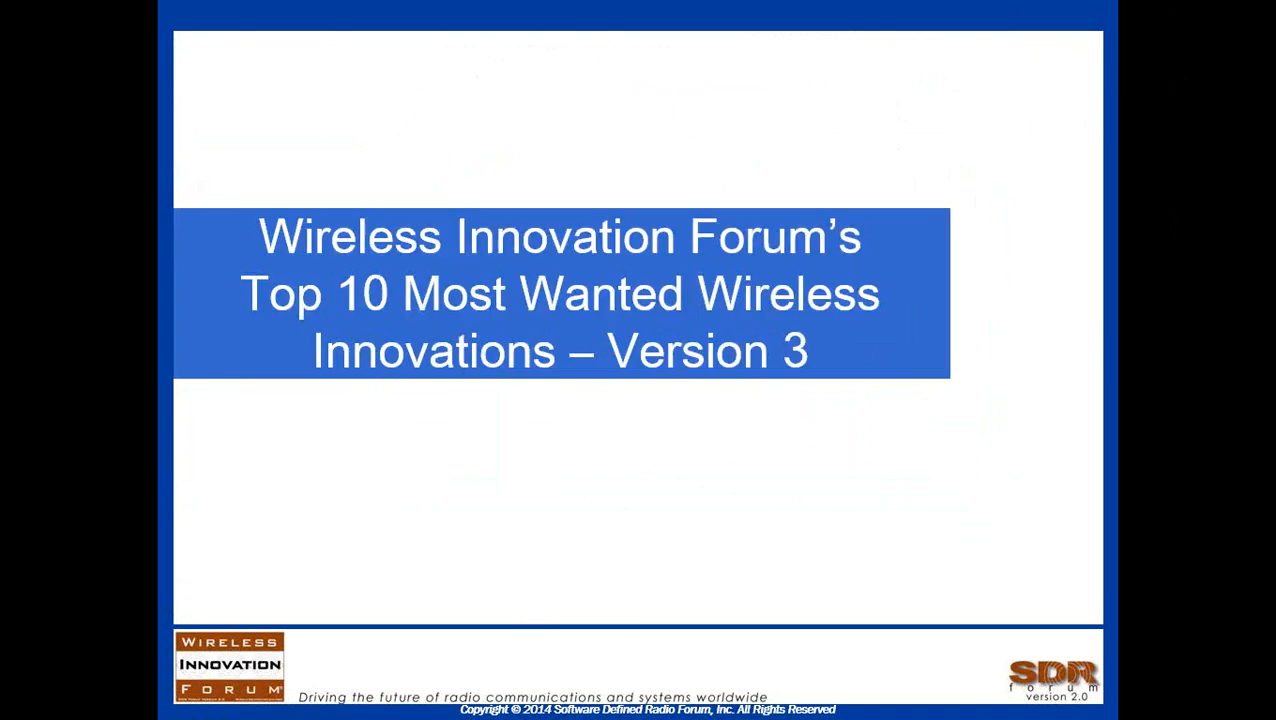 Wireless Innovation Forum’s
Top 10 Most Wanted Wireless
Innovations – Version 3
WIRELESS
INNOVATION
FORUM
Driving the future of radio communications and systems worldwide
SDR
forum
version 2.0
Copyright © 2014 Software Defined Radio Forum, Inc. All Rights Reserved